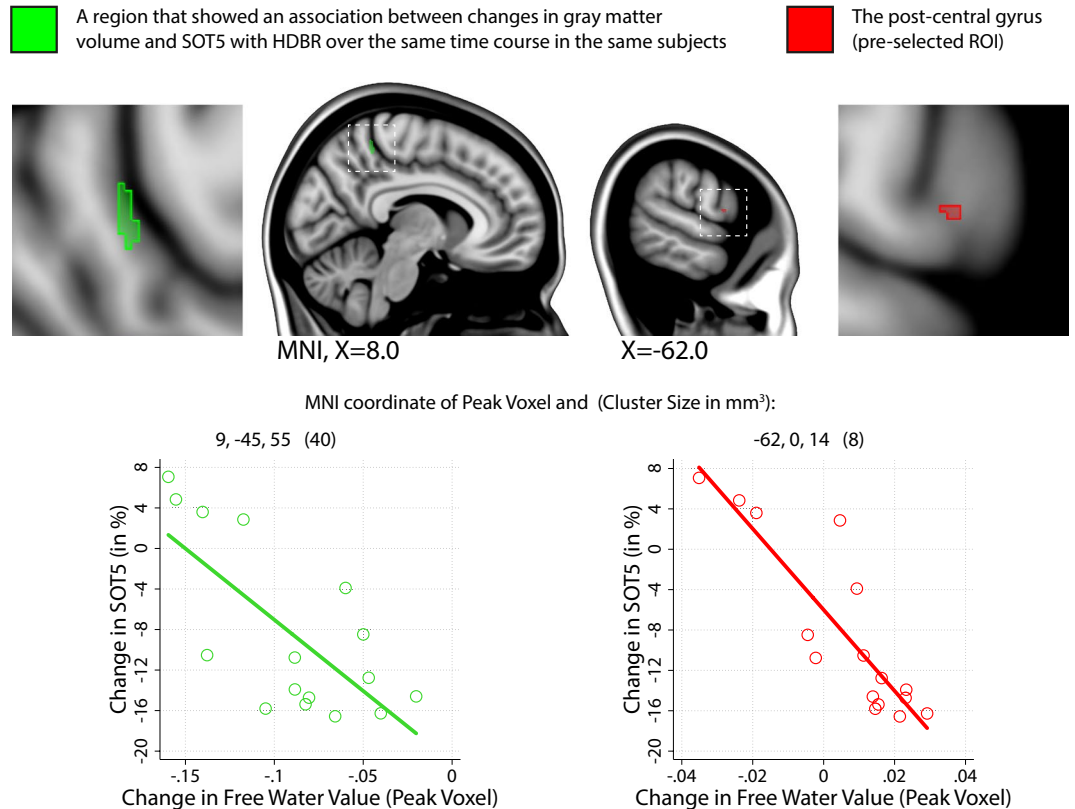 A region that showed an association between changes in gray matter
volume and SOT5 with HDBR over the same time course in the same subjects
The post-central gyrus
(pre-selected ROI)
MNI, X=8.0
X=-62.0
MNI coordinate of Peak Voxel and (Cluster Size in mm³):
9, -45, 55 (40)
Change in SOT5 (in %)
8
4
0
-4
-8
-12
-16
-20
-.15
-.1
-.05
0
Change in Free Water Value (Peak Voxel)
-62, 0, 14 (8)
Change in SOT5 (in %)
8
4
0
-4
-8
-12
-16
-20
-.04
-.02
0
.02
.04
Change in Free Water Value (Peak Voxel)